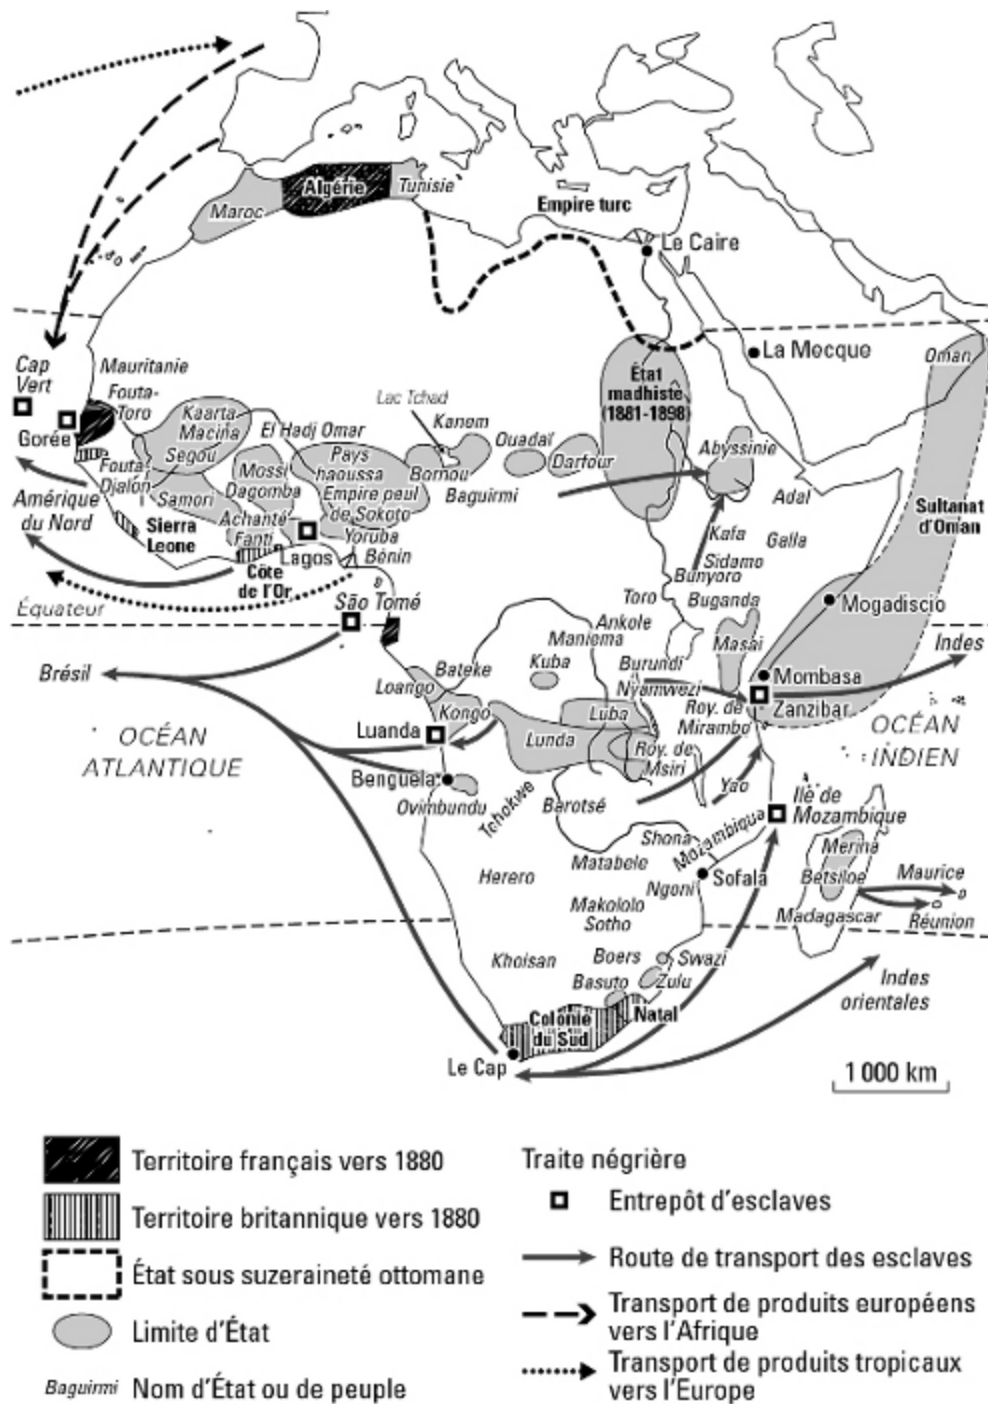 Algérie
Tunisie
Maroc
Empire turc
Le Caire
La Mecque
Oman
Cap
Vert
Mauritanie
Fouta-
Toro
Gorée
Kaarta
Macina
Segou
El Hadj Omar
Lac Tchad
Kanem
État
madhiste
(1881-1898)
Ouadaï
Darfour
Abyssinie
Pays
haoussa
Bornou
Baguirmi
Adal
Fouta-
Djalon
Mossi
Dagomba
Empire peul
de Sokoto
Sultanat
d'Oman
Amérique
du Nord
Samori
Sierra
Leone
Achanté
Fanti
Lagos
Yoruba
Bénin
Kafa
Galla
Sidamo
Bunyoro
Côte
de l'Or
Équateur
São Tomé
Toro
Buganda
Mogadiscio
Ankole
Maniema
Masai
Indes
Brésil
Bateke
Kuba
Burundi
Mombasa
Loango
Nyamwezi
Zanzibar
Kongo
Luba
Roy. de
Mirambo
OCÉAN
INDIEN
OCÉAN
ATLANTIQUE
Luanda
Lunda
Roy. de
Msiri
Benguela
Ovimbundu
Tchokwe
Barotsé
Yao
Ile de
Mozambique
Shona
Mozambiqua
Merina
Matabele
Herero
Ngoni
Sofala
Betsiloe
Maurice
Makololo
Sotho
Madagascar
Réunion
Khoisan
Boers
Swazi
Basuto
Zulu
Indes
orientales
Colonie
du Sud
Natal
Le Cap
1 000 km
Territoire français vers 1880
Territoire britannique vers 1880
État sous suzeraineté ottomane
Limite d'État
Baguirmi
Nom d'État ou de peuple
Traite négrière
Entrepôt d'esclaves
Route de transport des esclaves
Transport de produits européens
vers l'Afrique
Transport de produits tropicaux
vers l'Europe